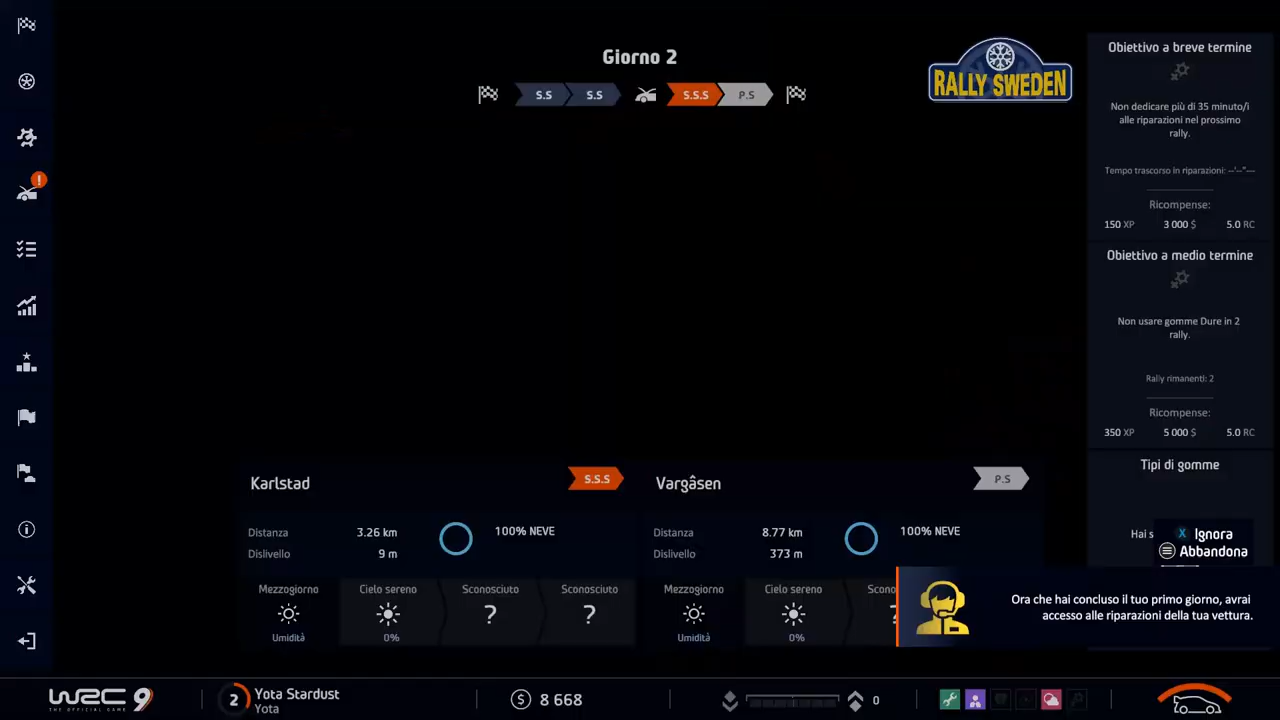 Giorno 2
S.S
S.S
S.S.S
P.S
RALLY SWEDEN
Obiettivo a breve termine
Non dedicare più di 35 minuto/i
alle riparazioni nel prossimo
rally.
Tempo trascorso in riparazioni: --'--"---
Ricompense:
150 XP
3 000 $
5.0 RC
Obiettivo a medio termine
Non usare gomme Dure in 2
rally.
Rally rimanenti: 2
Ricompense:
350 XP
5 000 $
5.0 RC
Tipi di gomme
Hai s
X Ignora
Abbandona
Ora che hai concluso il tuo primo giorno, avrai
accesso alle riparazioni della tua vettura.
Karlstad
S.S.S
Distanza
3.26 km
100% NEVE
Dislivello
9 m
Mezzogiorno
Cielo sereno
Sconosciuto
Sconosciuto
?
?
Umidità
0%
Vargâsen
P.S
Distanza
8.77 km
100% NEVE
Dislivello
373 m
Mezzogiorno
Cielo sereno
Scono
?
Umidità
0%
!
WRC 9
THE OFFICIAL GAME
2
Yota Stardust
Yota
$ 8 668
0